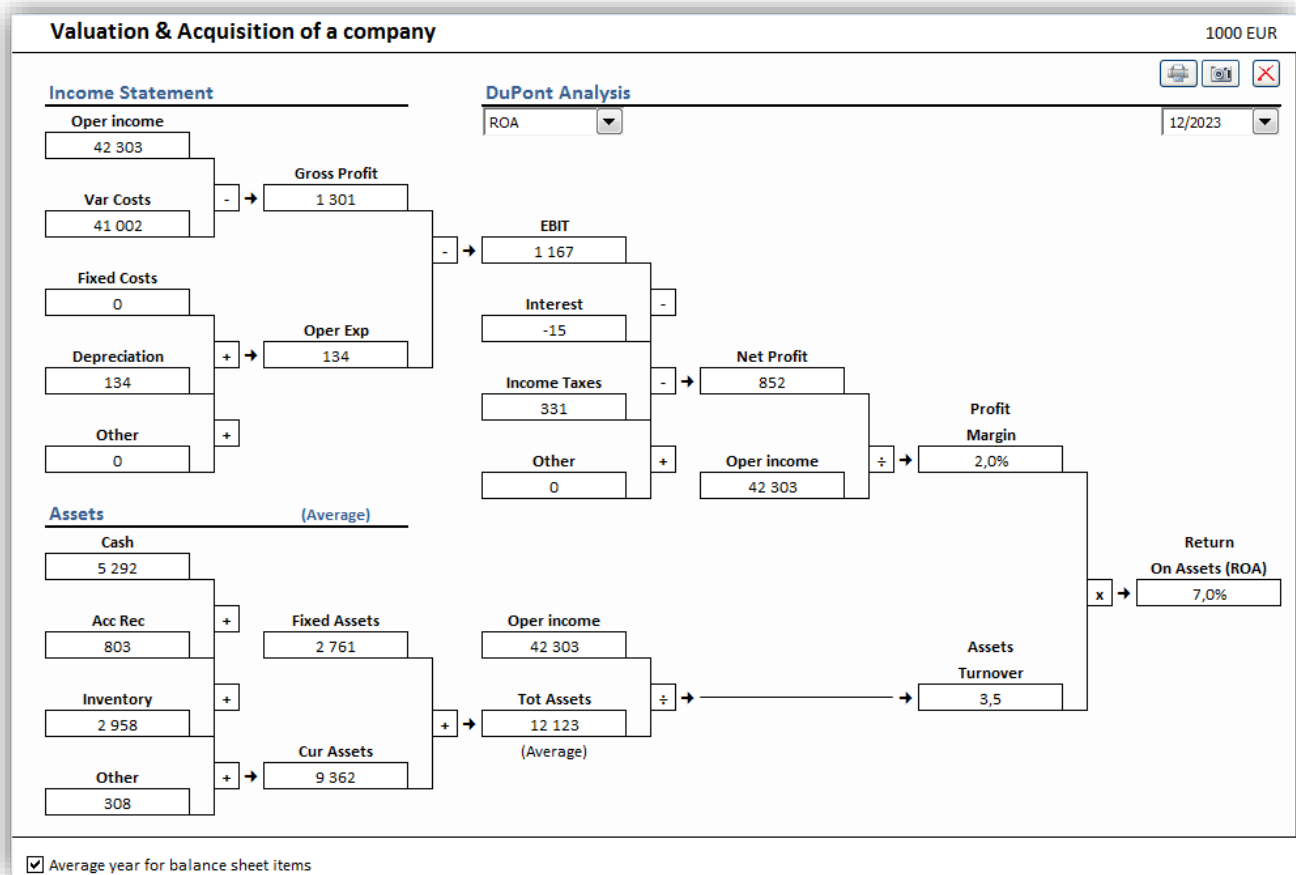 Valuation & Acquisition of a company
1000 EUR
Income Statement
DuPont Analysis
ROA
12/2023
Oper income
42 303
Gross Profit
-
1 301
Var Costs
41 002
EBIT
-
1 167
Fixed Costs
0
Interest
-
-15
Oper Exp
+
134
Depreciation
134
Net Profit
-
852
Income Taxes
331
Profit
Margin
2,0%
Other
+
0
Other
+
0
Oper income
÷
42 303
Assets
(Average)
Cash
5 292
Return
On Assets (ROA)
x
7,0%
Acc Rec
+
803
Fixed Assets
2 761
Oper income
42 303
Assets
Turnover
3,5
Inventory
+
2 958
Tot Assets
+
÷
12 123
(Average)
Cur Assets
+
9 362
Other
308
Average year for balance sheet items